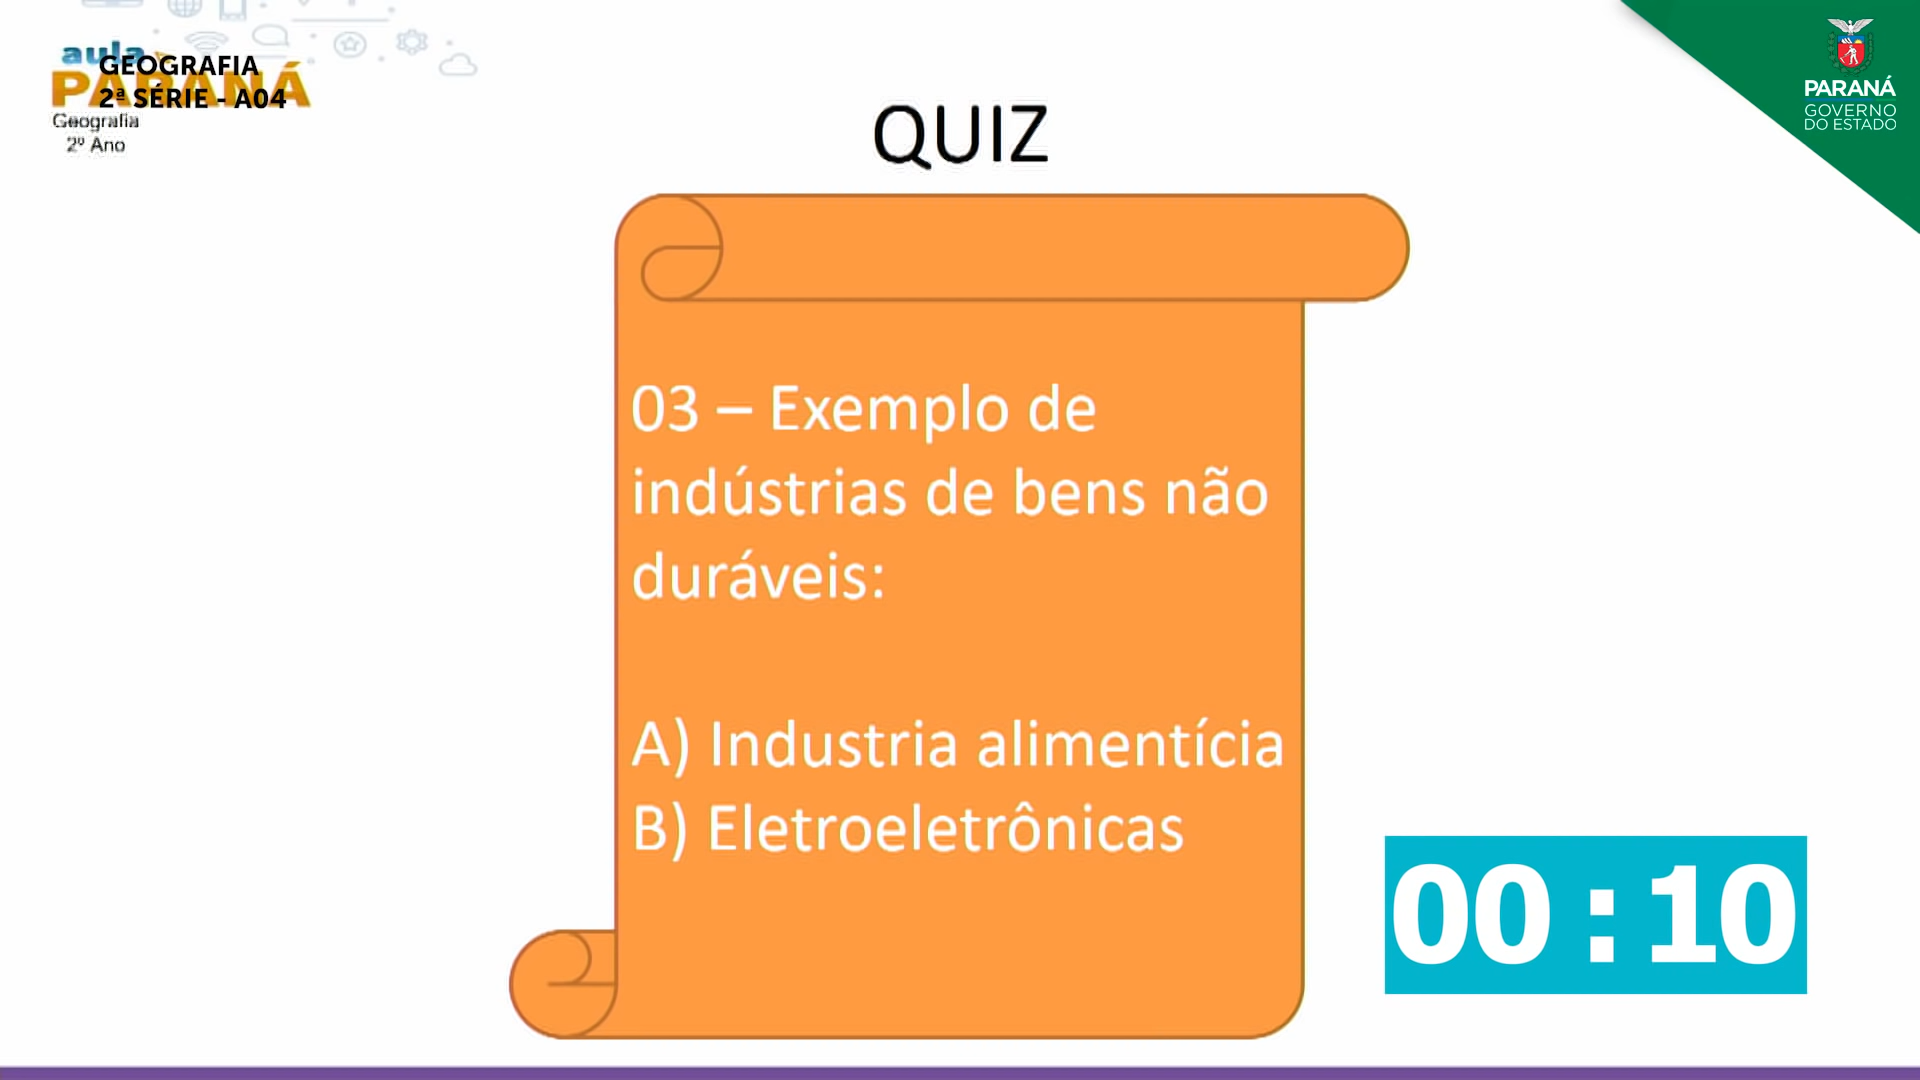 aula
PARANÁ
GEOGRAFIA
2ª SÉRIE - A04
Geografia
2º Ano
PARANÁ
GOVERNO
DO ESTADO
QUIZ
03 – Exemplo de
indústrias de bens não
duráveis:
A) Industria alimentícia
B) Eletroeletrônicas
00:10